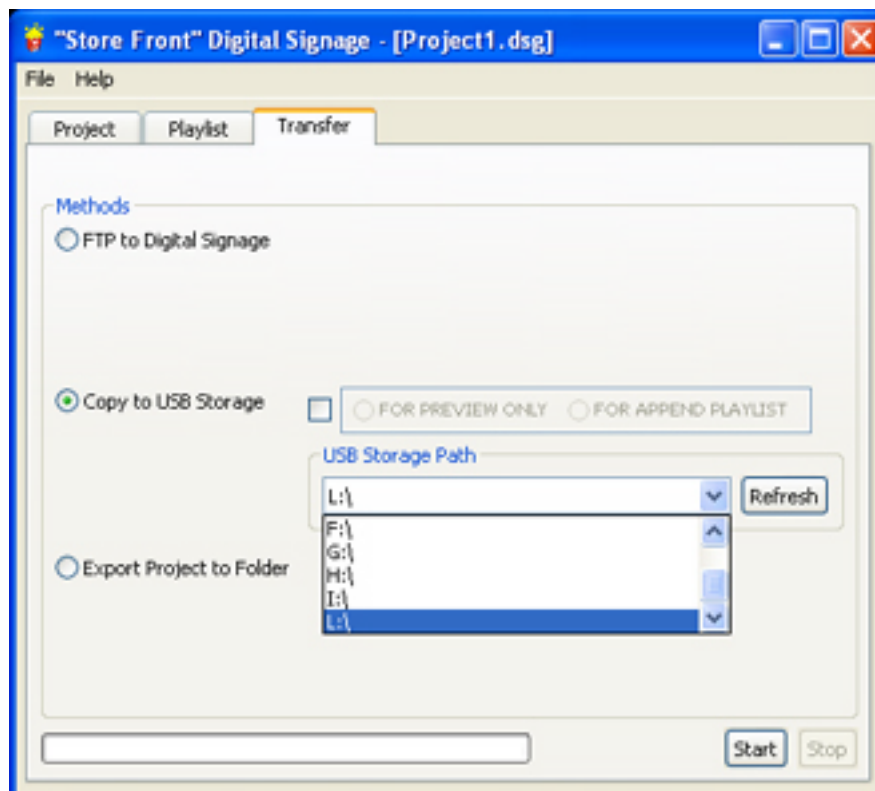 "Store Front" Digital Signage - [Project1.dsg]
File Help
Project Playlist Transfer
Methods
FTP to Digital Signage
Copy to USB Storage
FOR PREVIEW ONLY FOR APPEND PLAYLIST
USB Storage Path
L:\
Refresh
F:\
G:\
H:\
I:\
L:\
Export Project to Folder
Start Stop